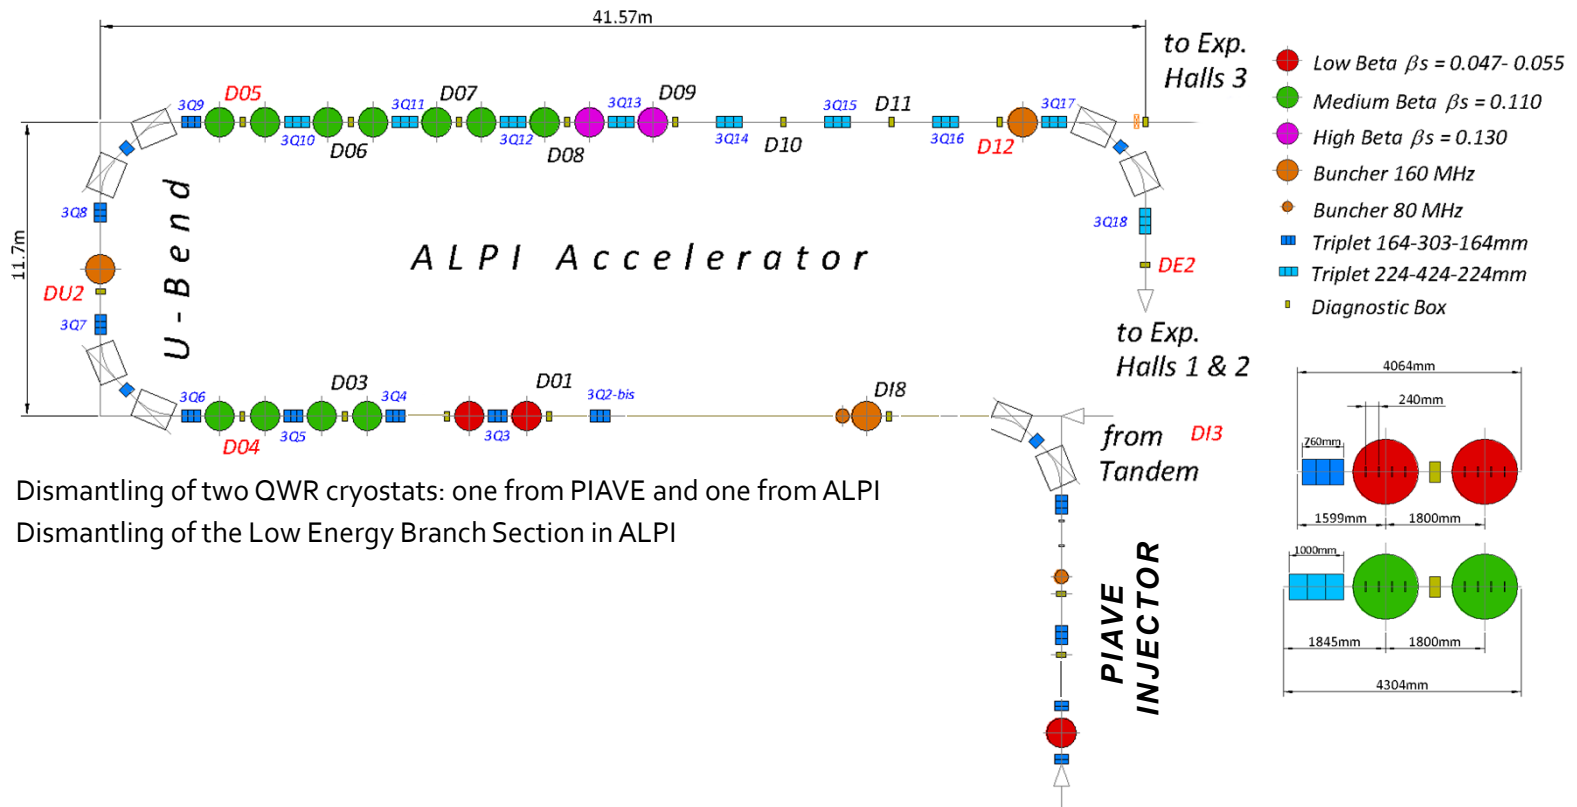 41.57m
to Exp.
Halls 3
3Q9
D05
3Q10
D06
3Q11
D07
3Q12
D08
3Q13
D09
3Q14
D10
3Q15
D11
3Q16
D12
3Q17
3Q8
11.7m
DU2
3Q7
U-Bend
ALPI Accelerator
3Q18
DE2
to Exp.
Halls 1 & 2
3Q6
D04
3Q5
D03
3Q4
3Q3
D01
3Q2-bis
DI8
from
Tandem
DI3
Dismantling of two QWR cryostats: one from PIAVE and one from ALPI
Dismantling of the Low Energy Branch Section in ALPI
PIAVE
INJECTOR
Low Beta βs = 0.047- 0.055
Medium Beta βs = 0.110
High Beta βs = 0.130
Buncher 160 MHz
Buncher 80 MHz
Triplet 164-303-164mm
Triplet 224-424-224mm
Diagnostic Box
4064mm
240mm
760mm
1599mm
1800mm
1000mm
1845mm
1800mm
4304mm